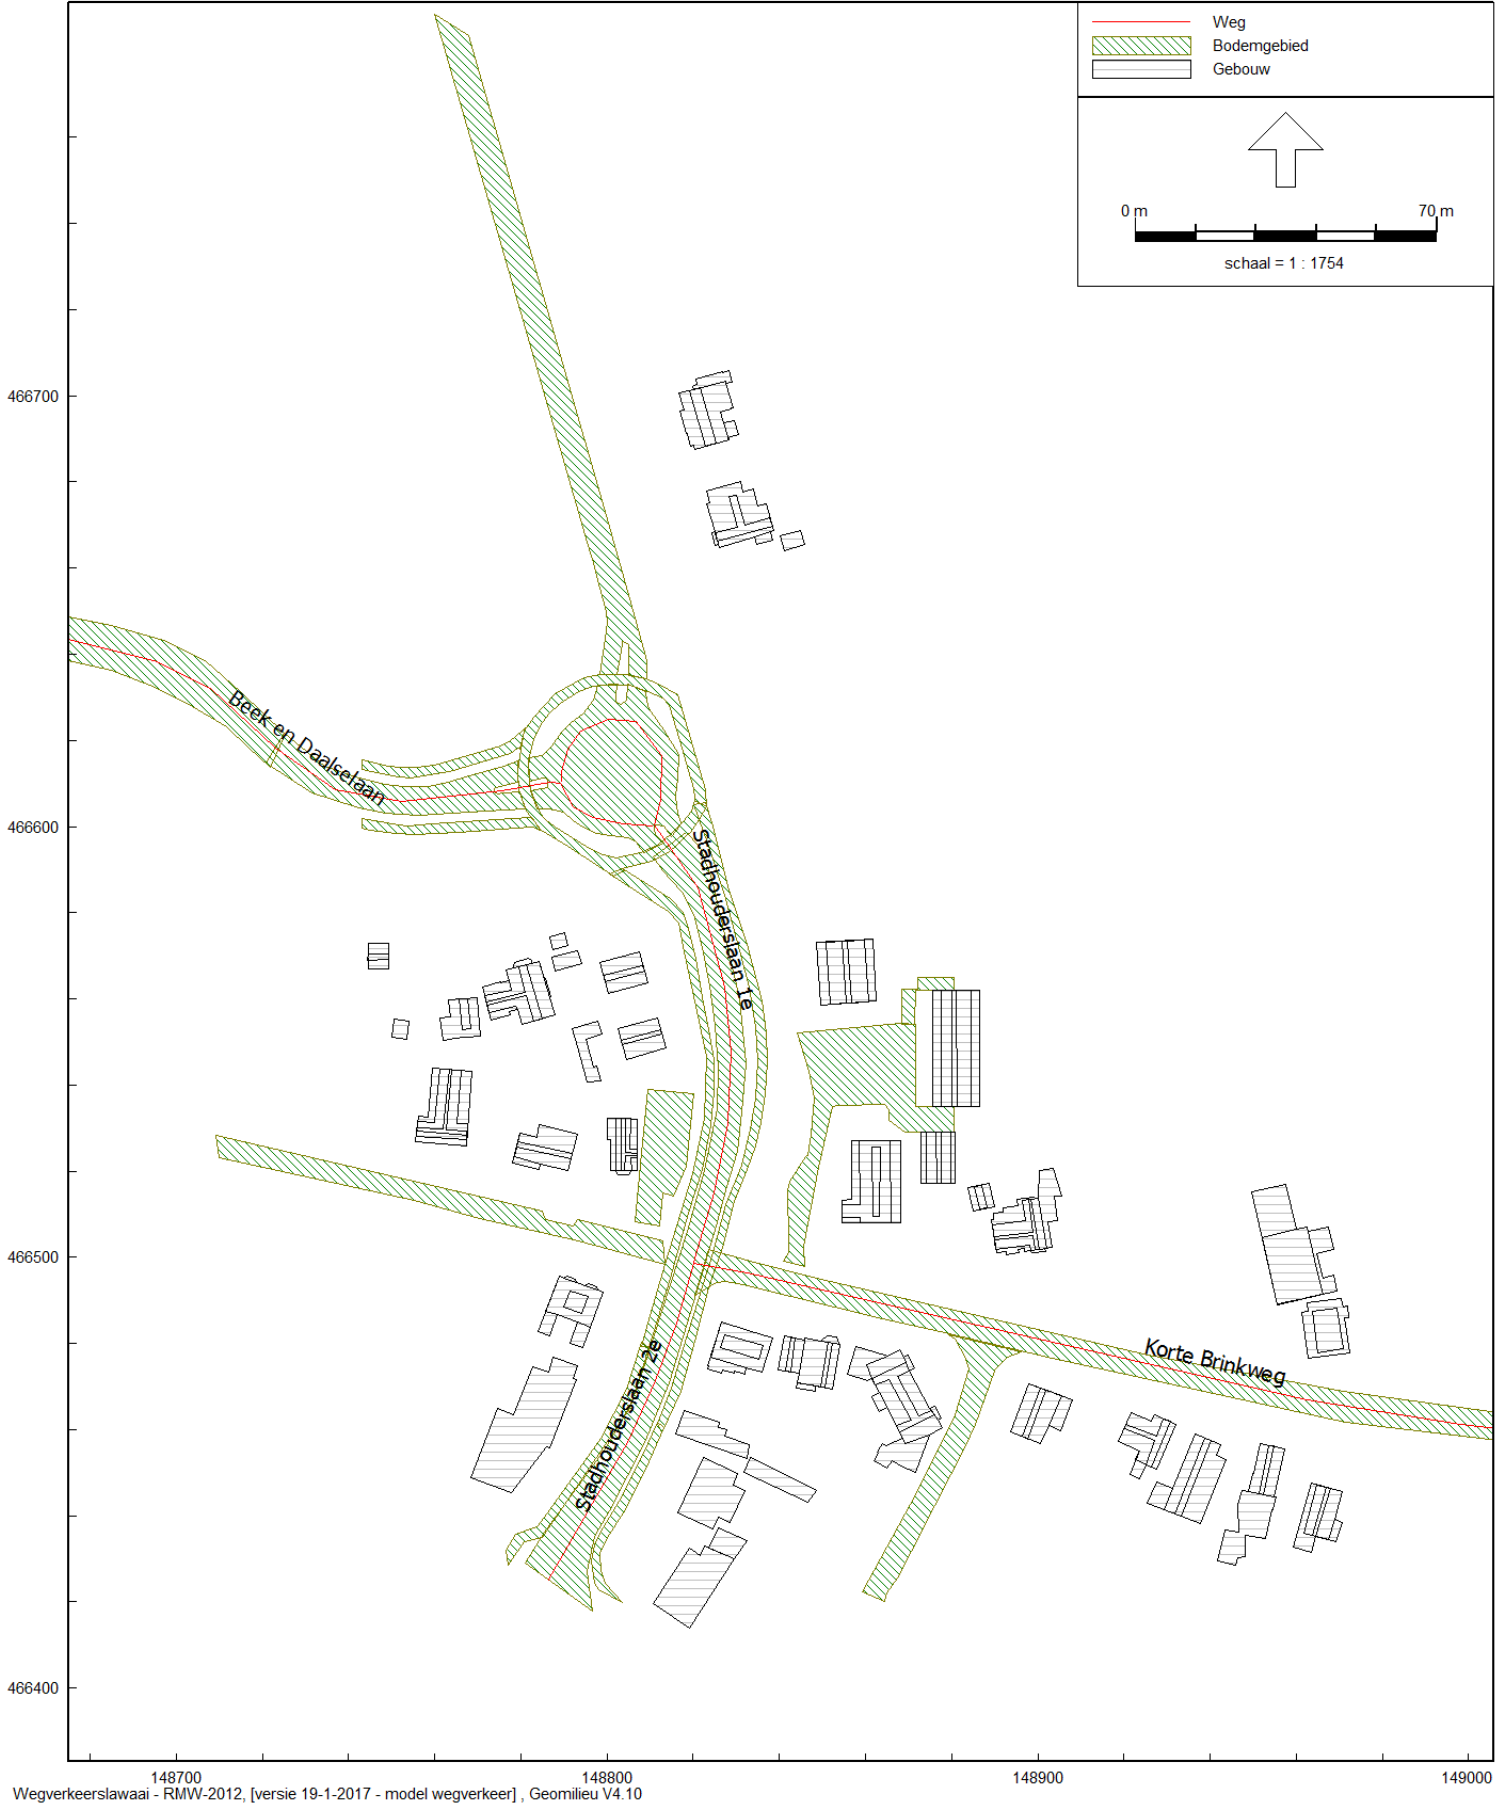 Weg
Bodemgebied
Gebouw
0 m 70 m
schaal = 1 : 1754
466700
Beek en Daalselaan
466600
Stadhouderslaan 1e
466500
Korte Brinkweg
Stadhouderslaan 2e
466400
148700 148800 148900 149000
Wegverkeerslawaai - RMW-2012, [versie 19-1-2017 - model wegverkeer] , Geomilieu V4.10